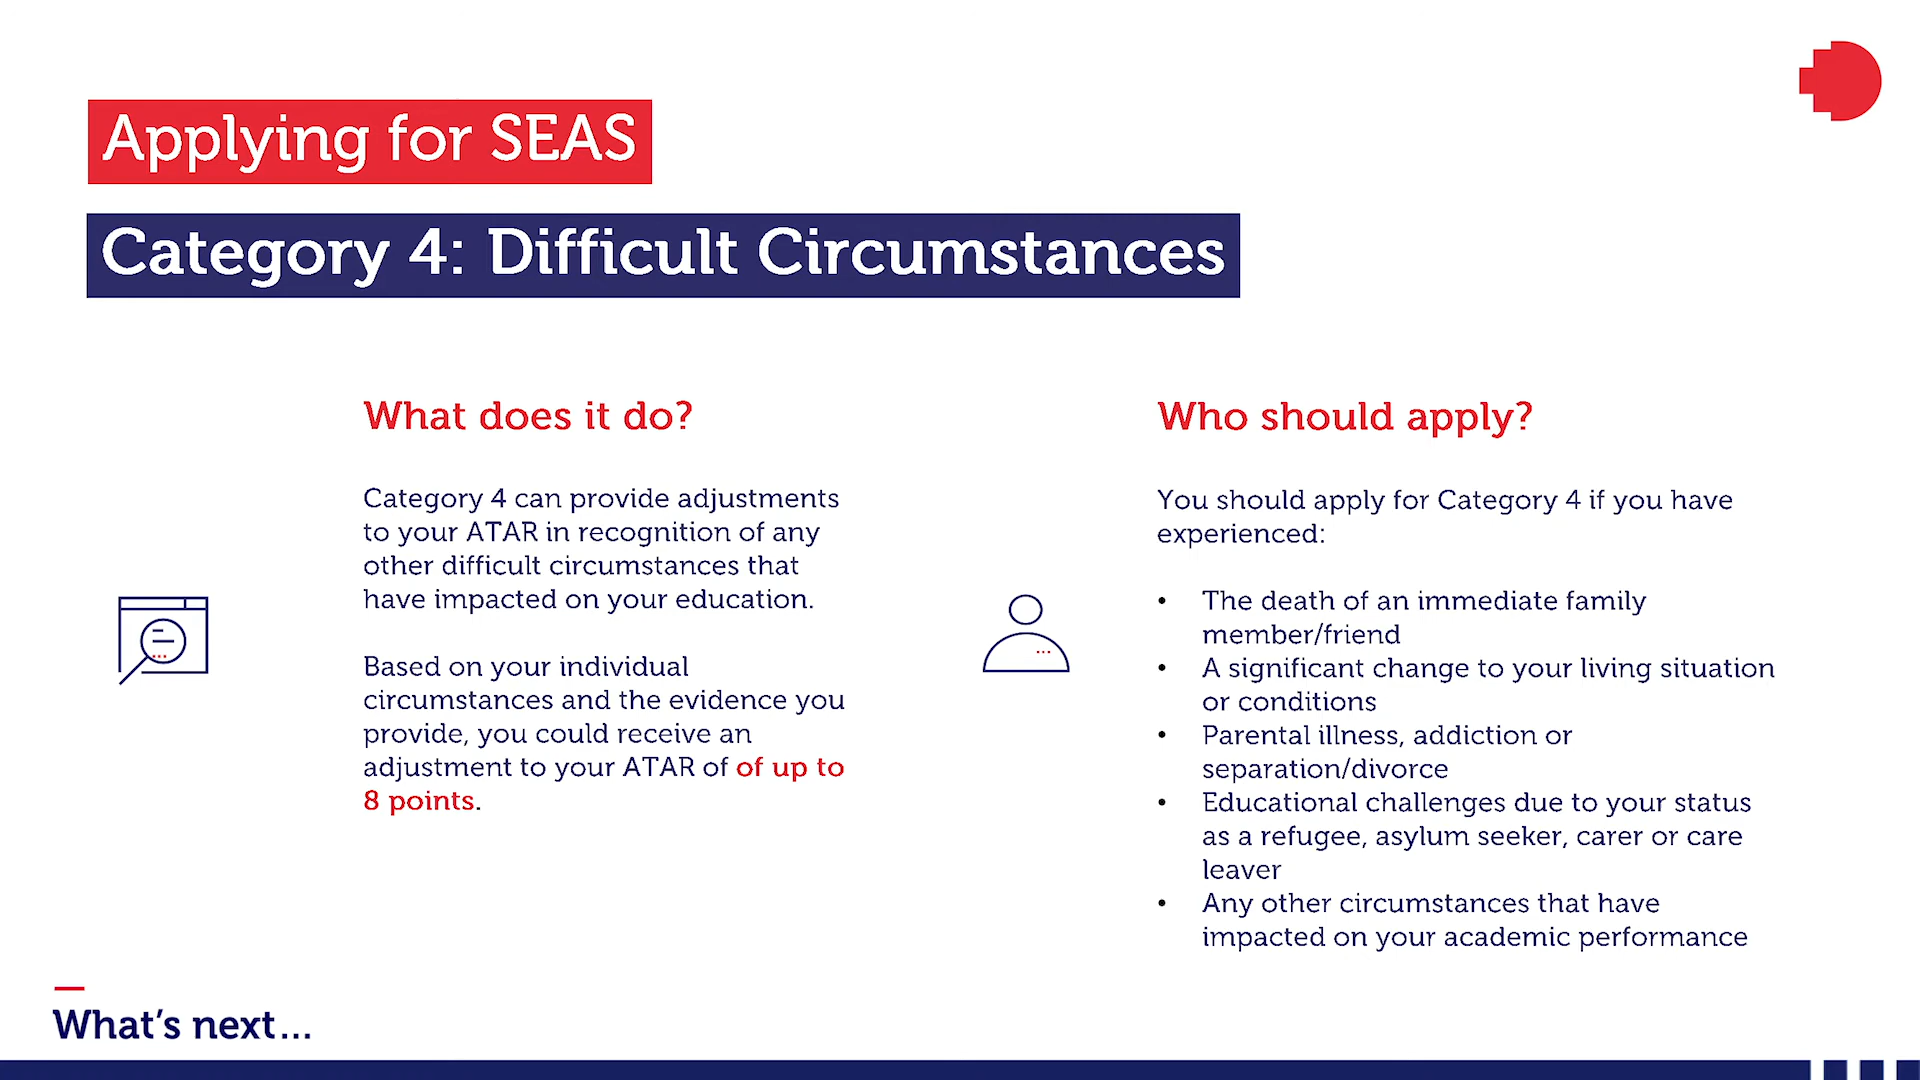 Applying for SEAS
Category 4: Difficult Circumstances
What does it do?
Category 4 can provide adjustments
to your ATAR in recognition of any
other difficult circumstances that
have impacted on your education.
Based on your individual
circumstances and the evidence you
provide, you could receive an
adjustment to your ATAR of of up to
8 points.
Who should apply?
You should apply for Category 4 if you have
experienced:
• The death of an immediate family
member/friend
• A significant change to your living situation
or conditions
• Parental illness, addiction or
separation/divorce
• Educational challenges due to your status
as a refugee, asylum seeker, carer or care
leaver
• Any other circumstances that have
impacted on your academic performance
What's next...